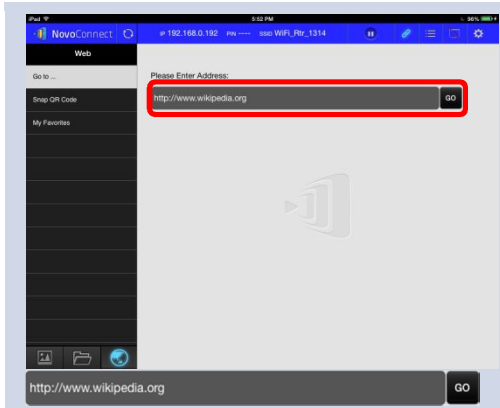 iPad 5:52 PM 96%
NovoConnect IP 192.168.0.192 PIN ---- SSID WiFi_Rtr_1314
Web
Go to ...
Please Enter Address:
http://www.wikipedia.org GO
Snap QR Code
My Favorites
http://www.wikipedia.org GO